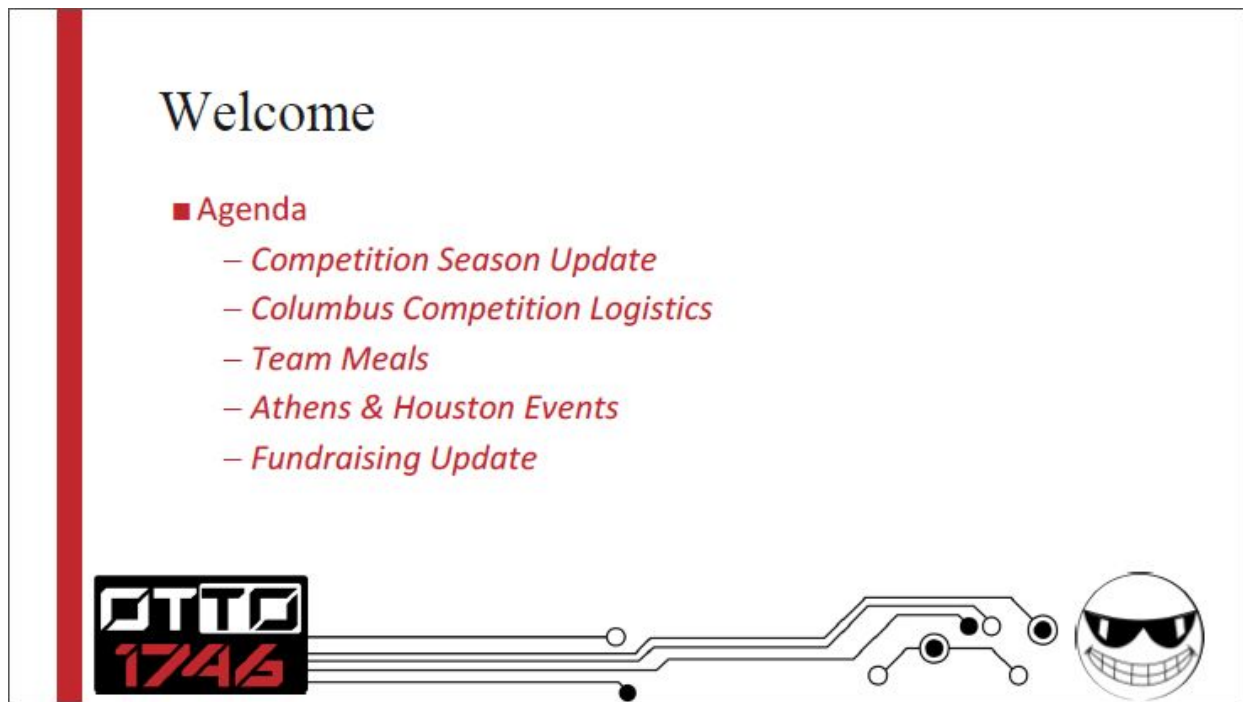 Welcome
■ Agenda
– Competition Season Update
– Columbus Competition Logistics
– Team Meals
– Athens & Houston Events
– Fundraising Update
OTTO
1746